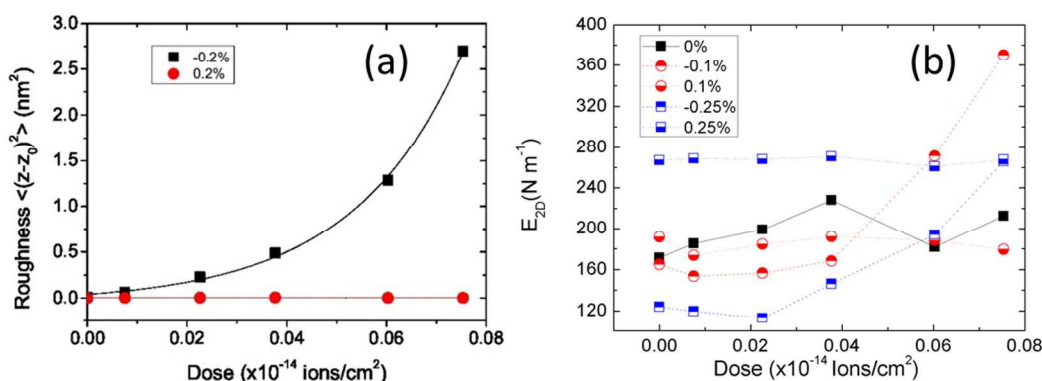 (a)
-0.2%
0.2%
3.0
2.5
2.0
1.5
1.0
0.5
0.0
Roughness <(z-z₀)²> (nm²)
0.00 0.02 0.04 0.06 0.08
Dose (x10⁻¹⁴ ions/cm²)
(b)
0%
-0.1%
0.1%
-0.25%
0.25%
400
360
320
280
240
200
160
120
E₂D(N m⁻¹)
0.00 0.02 0.04 0.06 0.08
Dose (x10⁻¹⁴ Ions/cm²)